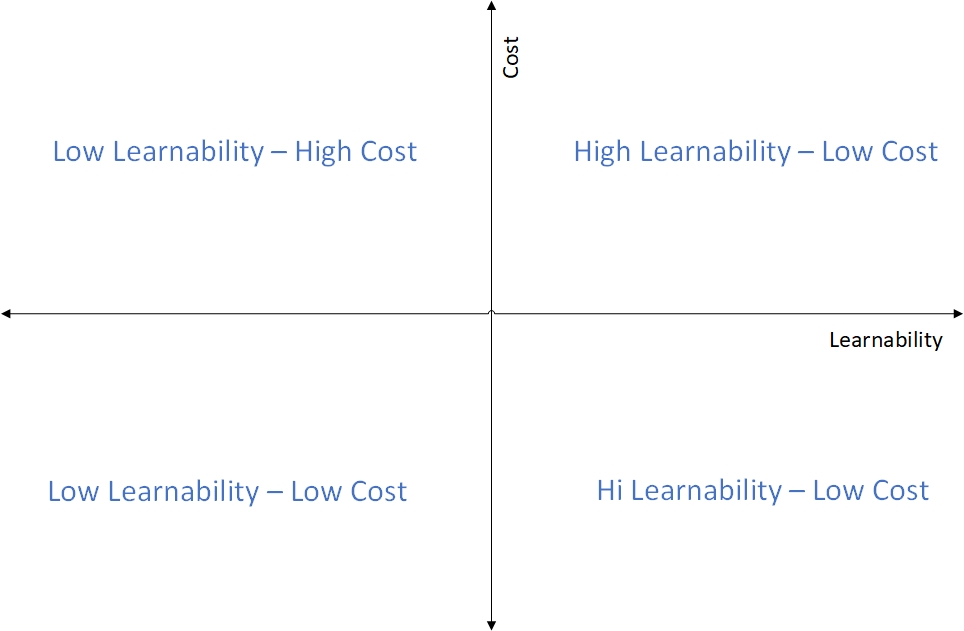 Cost
Low Learnability – High Cost
High Learnability – Low Cost
Learnability
Low Learnability – Low Cost
Hi Learnability – Low Cost